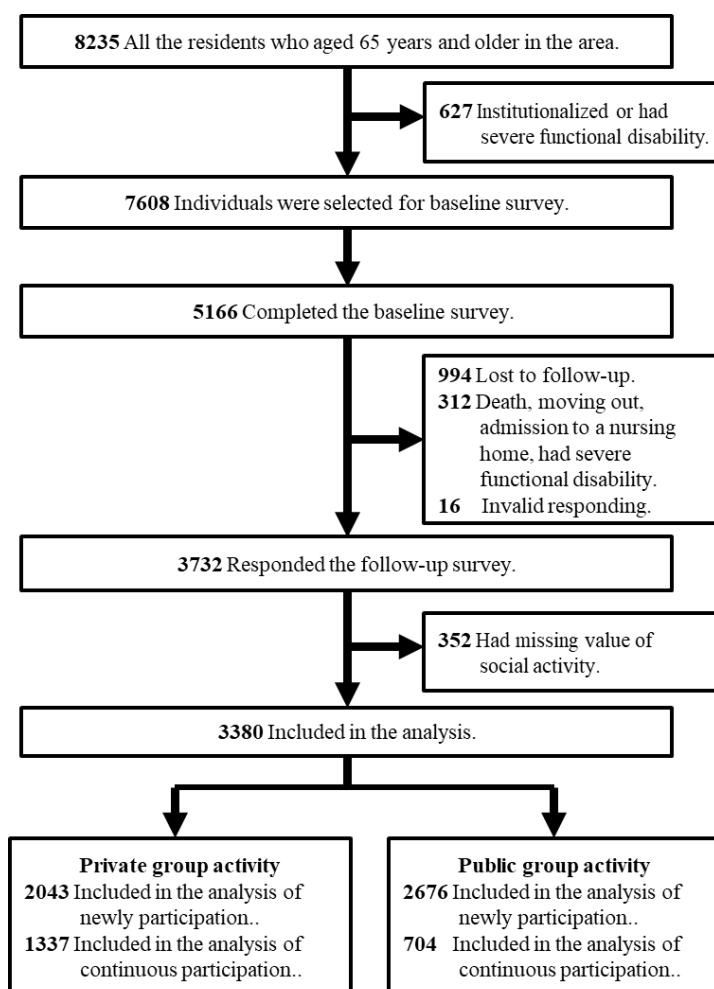 8235 All the residents who aged 65 years and older in the area.
627 Institutionalized or had
severe functional disability.
7608 Individuals were selected for baseline survey.
5166 Completed the baseline survey.
994 Lost to follow-up.
312 Death, moving out,
admission to a nursing
home, had severe
functional disability.
16 Invalid responding.
3732 Responded the follow-up survey.
352 Had missing value of
social activity.
3380 Included in the analysis.
Private group activity
2043 Included in the analysis of
newly participation..
1337 Included in the analysis of
continuous participation..
Public group activity
2676 Included in the analysis of
newly participation..
704 Included in the analysis of
continuous participation..